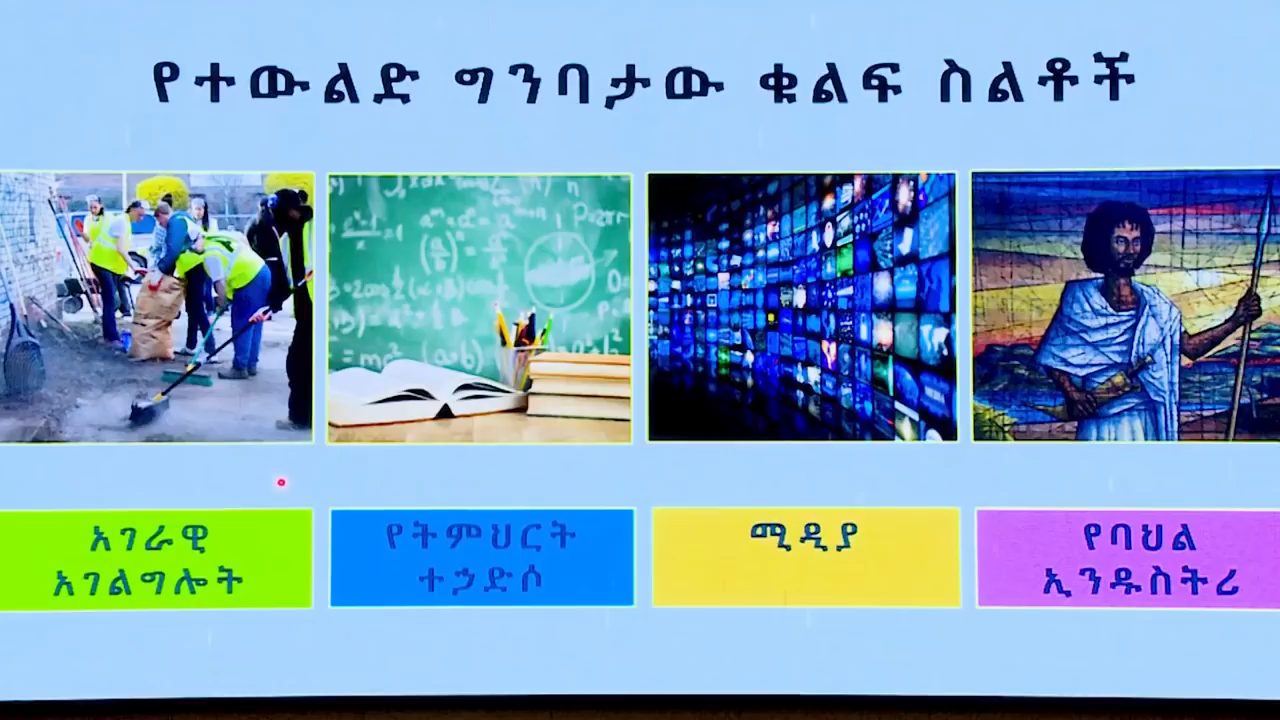 የተውልድ ግንባታው ቁልፍ ስልቶች
አገራዊ
አገልግሎት
የትምህርት
ተኃድሶ
ሚዲያ
የባህል
ኢንዱስትሪ